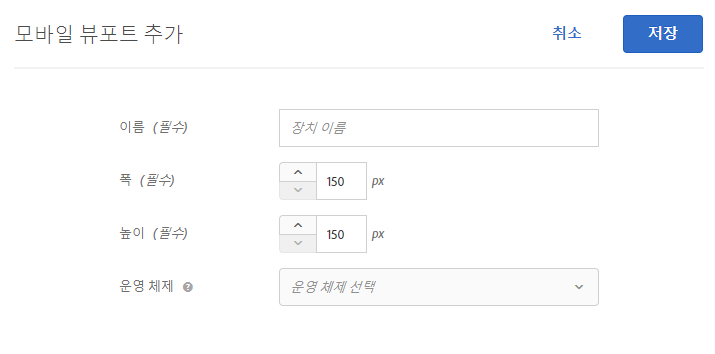 모바일 뷰포트 추가 취소 저장
이름 (필수) 장치 이름
폭 (필수) 150 px
높이 (필수) 150 px
운영 체제 ? 운영 체제 선택